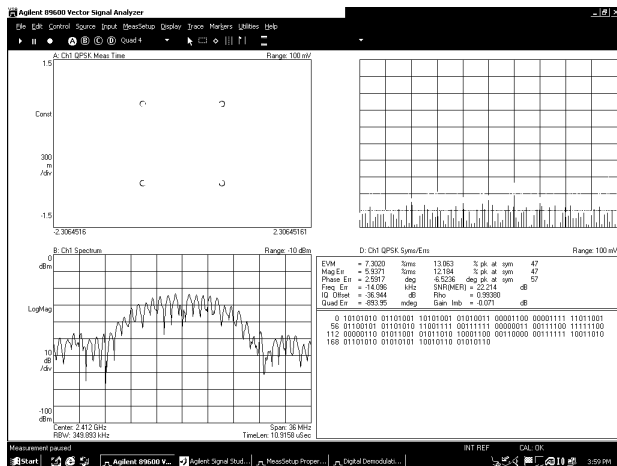 Agilent 89600 Vector Signal Analyzer
File Edit Control Source Input MeasSetup Display Trace Markers Utilities Help
A B C D Quad 4
A: Ch1 QPSK Meas Time Range: 100 mV
1.5
Const
300
m
/div
-1.5
-2.30645161 2.30645161
B: Ch1 Spectrum Range: -10 dBm
0
dBm
LogMag
10
dB
/div
-100
dBm
Center: 2.412 GHz Span: 36 MHz
RBW: 349.893 kHz TimeLen: 10.9158 uSec
D: Ch1 QPSK Syms/Errs Range: 100 mV
EVM = 7.3020 %rms 13.063 % pk at sym 47
Mag Err = 5.9371 %rms 12.184 % pk at sym 47
Phase Err = 2.5917 deg 6.5236 deg pk at sym 57
Freq Err = -14.096 kHz SNR(MER) = 22.214 dB
IQ Offset = -36.944 dB Rho = 0.99380
Quad Err = -893.95 mdeg Gain Imb = -0.071 dB
0 10101010 01101001 10101001 01010011 00001100 00001111 11011001
56 01100101 01101010 11001111 00111111 00000011 00111100 11111100
112 00000110 01011001 01010110 10001100 00110000 00111111 10011010
168 01101010 01010101 10010110 01010110
Measurement paused INT REF CAL: OK
Start Agilent 89600 V... Agilent Signal Stud... MeasSetup Proper... Digital Demodulati... 3:59 PM